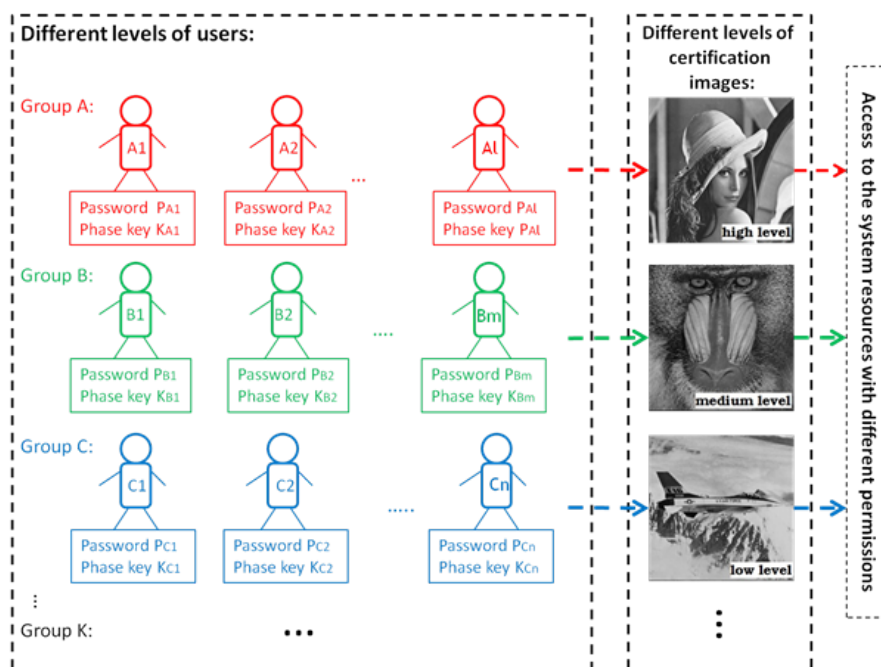 Different levels of users:
Different levels of
certification
images:
Group A:
A1
A2
Al
...
Password PA1
Phase key KA1
Password PA2
Phase key KA2
Password PAl
Phase key PAl
high level
Group B:
B1
B2
Bm
....
Password PB1
Phase key KB1
Password PB2
Phase key KB2
Password PBm
Phase key KBm
medium level
Group C:
C1
C2
Cn
.....
Password PC1
Phase key KC1
Password PC2
Phase key KC2
Password PCn
Phase key KCn
low level
Group K:
...
Access to the system resources with different permissions